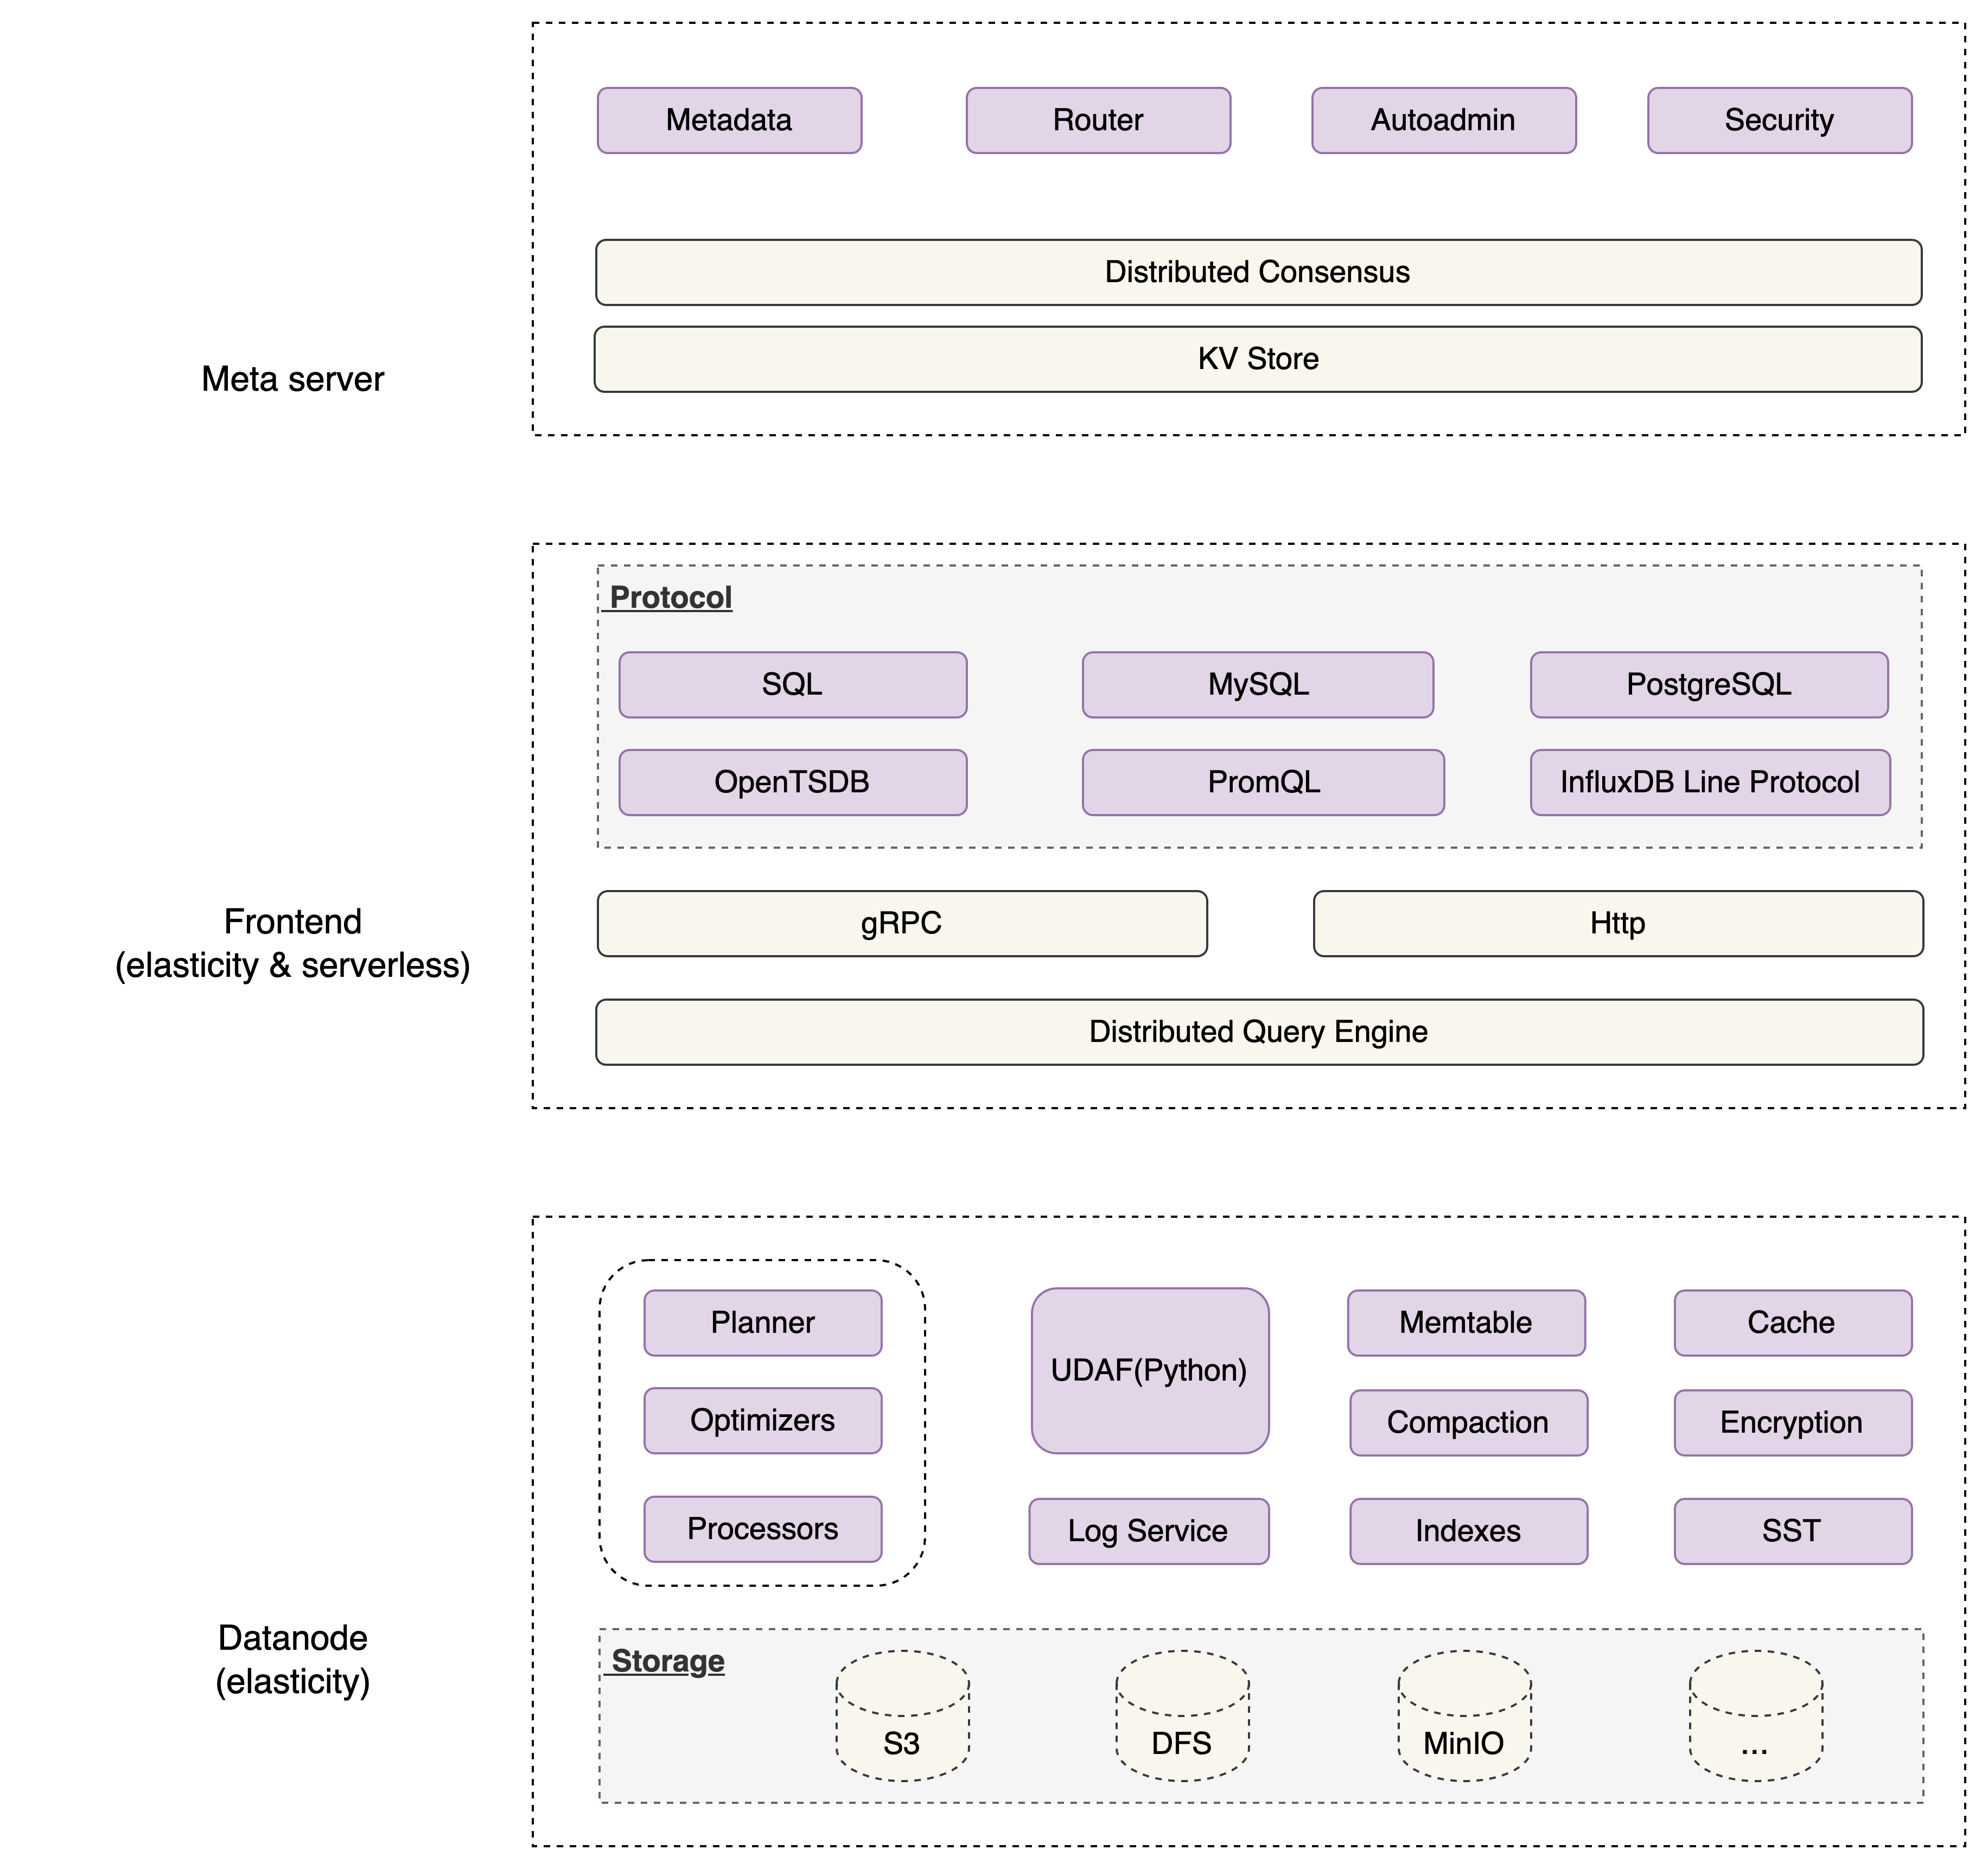 Metadata
Router
Autoadmin
Security
Distributed Consensus
KV Store
Meta server
Protocol
SQL
MySQL
PostgreSQL
OpenTSDB
PromQL
InfluxDB Line Protocol
gRPC
Http
Distributed Query Engine
Frontend
(elasticity & serverless)
Planner
Optimizers
Processors
UDAF(Python)
Log Service
Memtable
Cache
Compaction
Encryption
Indexes
SST
Datanode
(elasticity)
Storage
S3
DFS
MinIO
...